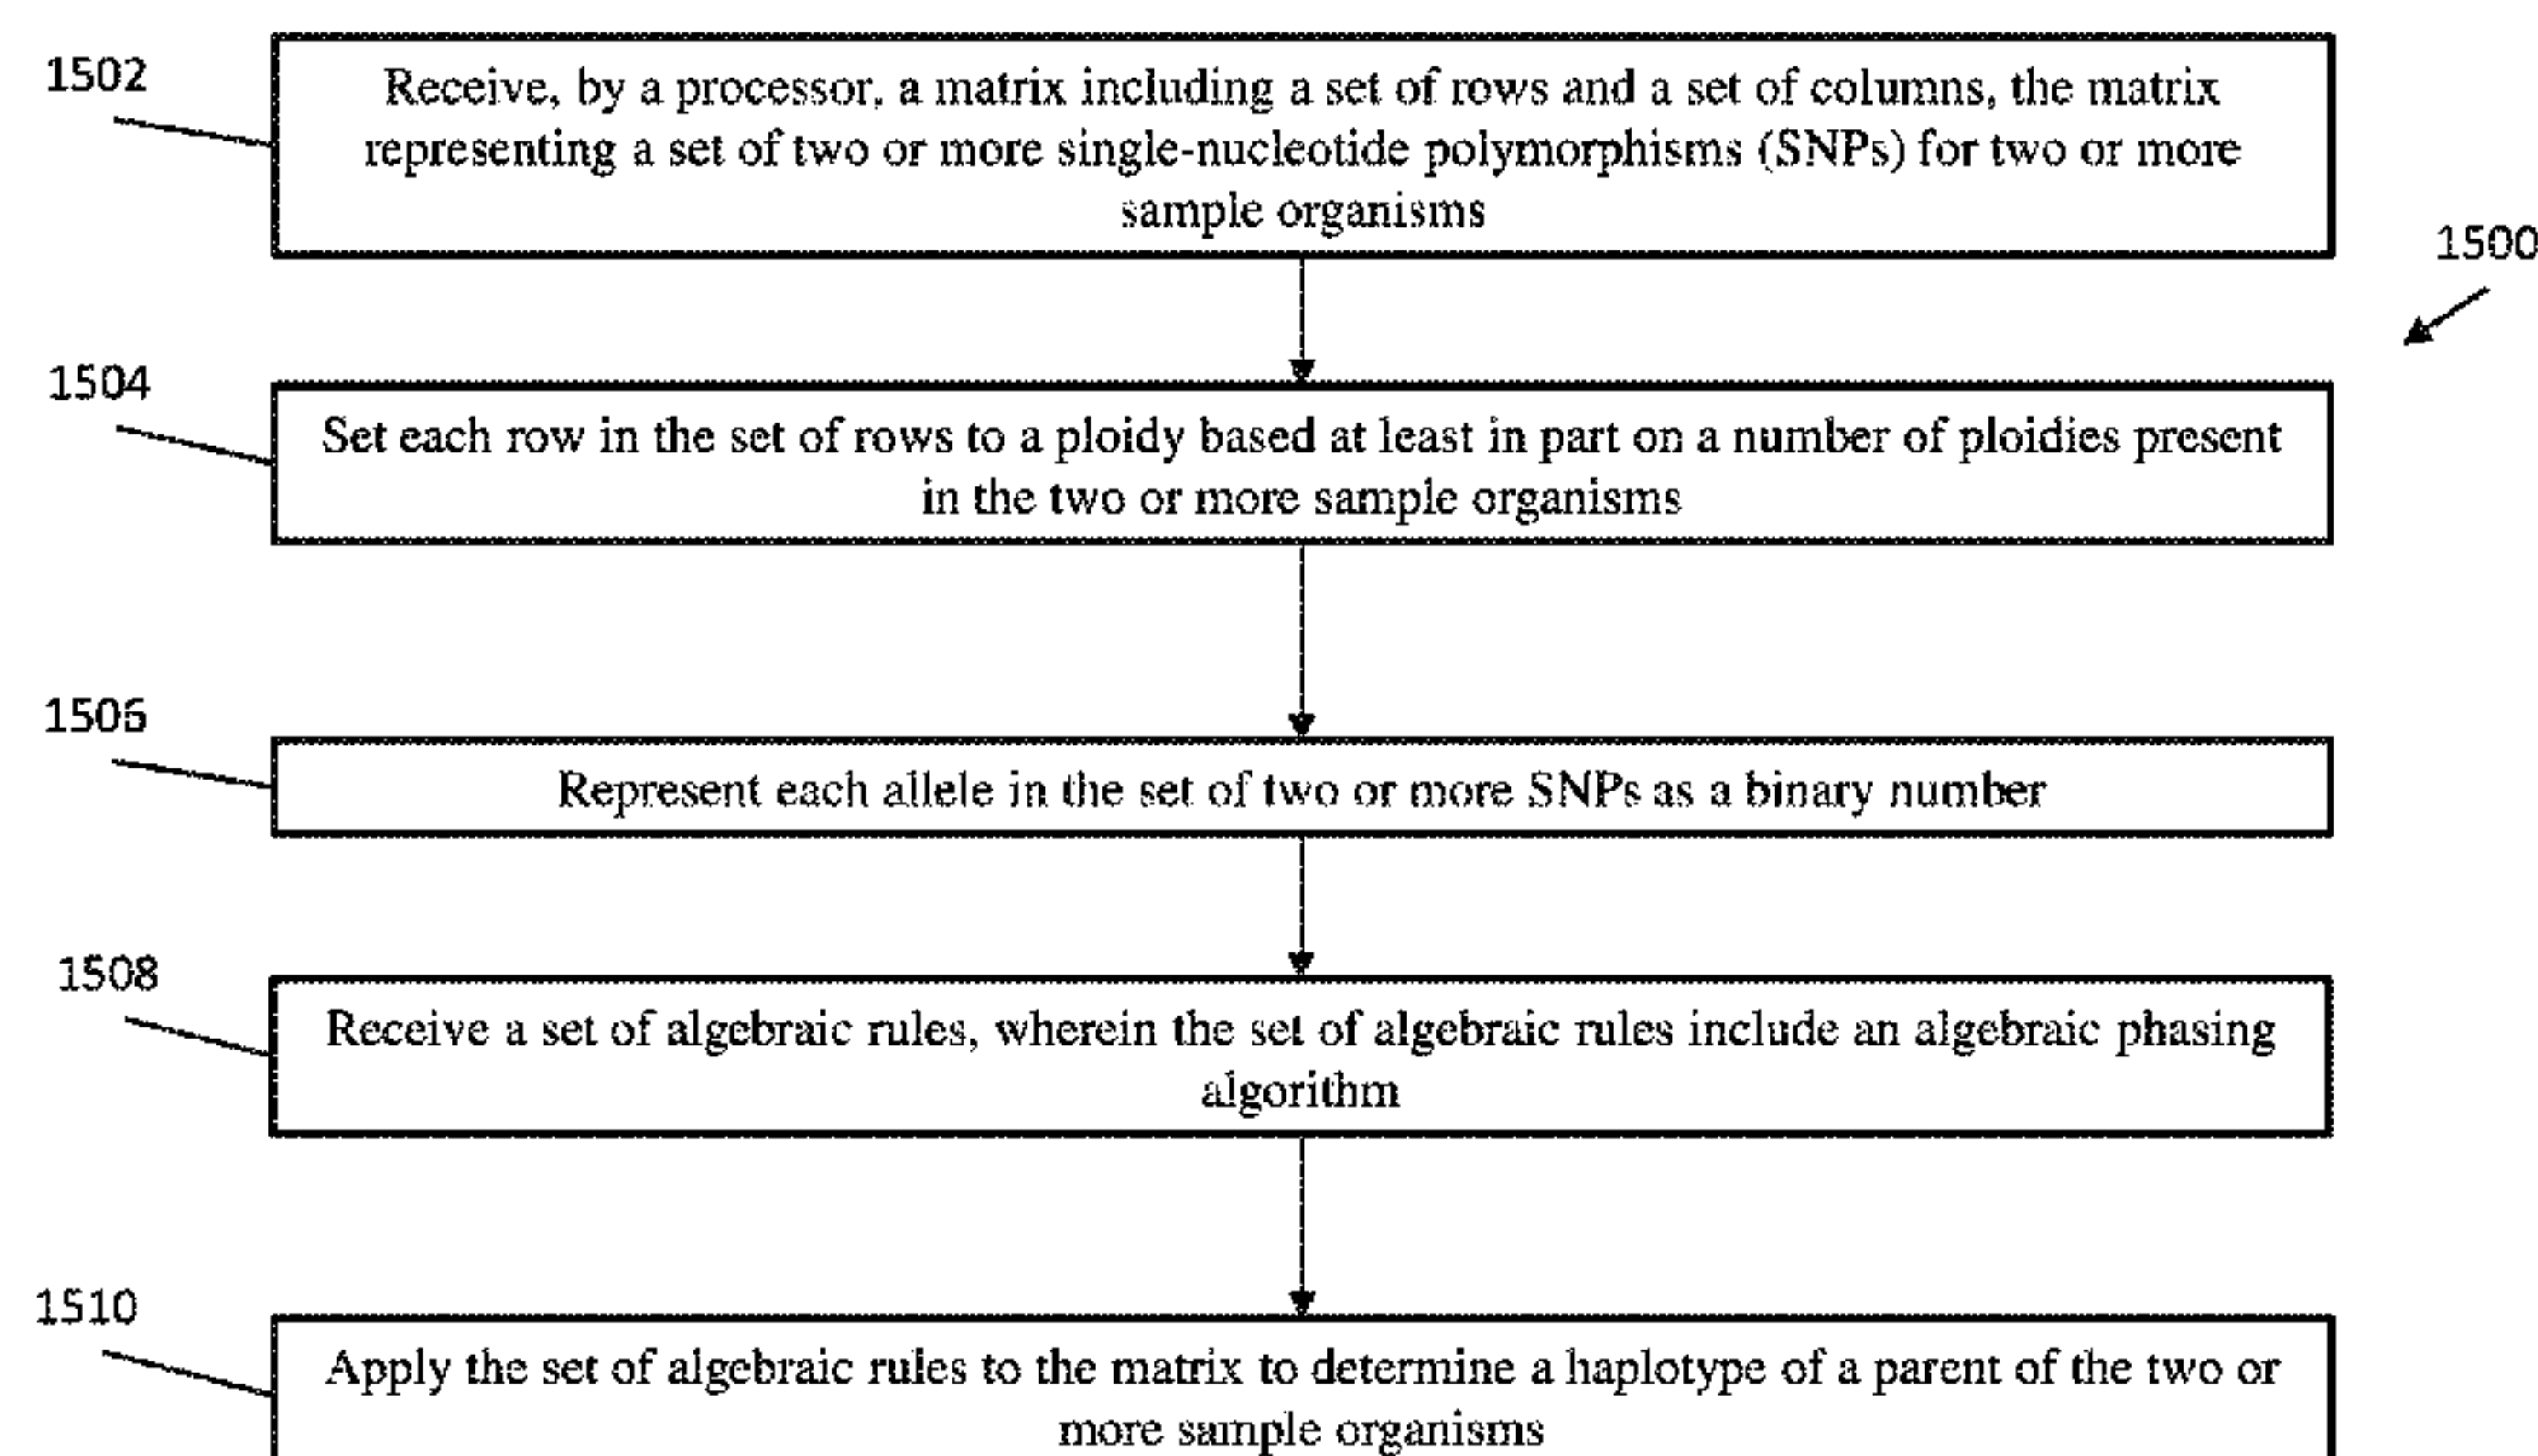 1502
Receive, by a processor, a matrix including a set of rows and a set of columns, the matrix
representing a set of two or more single-nucleotide polymorphisms (SNPs) for two or more
sample organisms
1500
1504
Set each row in the set of rows to a ploidy based at least in part on a number of ploidies present
in the two or more sample organisms
1506
Represent each allele in the set of two or more SNPs as a binary number
1508
Receive a set of algebraic rules, wherein the set of algebraic rules include an algebraic phasing
algorithm
1510
Apply the set of algebraic rules to the matrix to determine a haplotype of a parent of the two or
more sample organisms